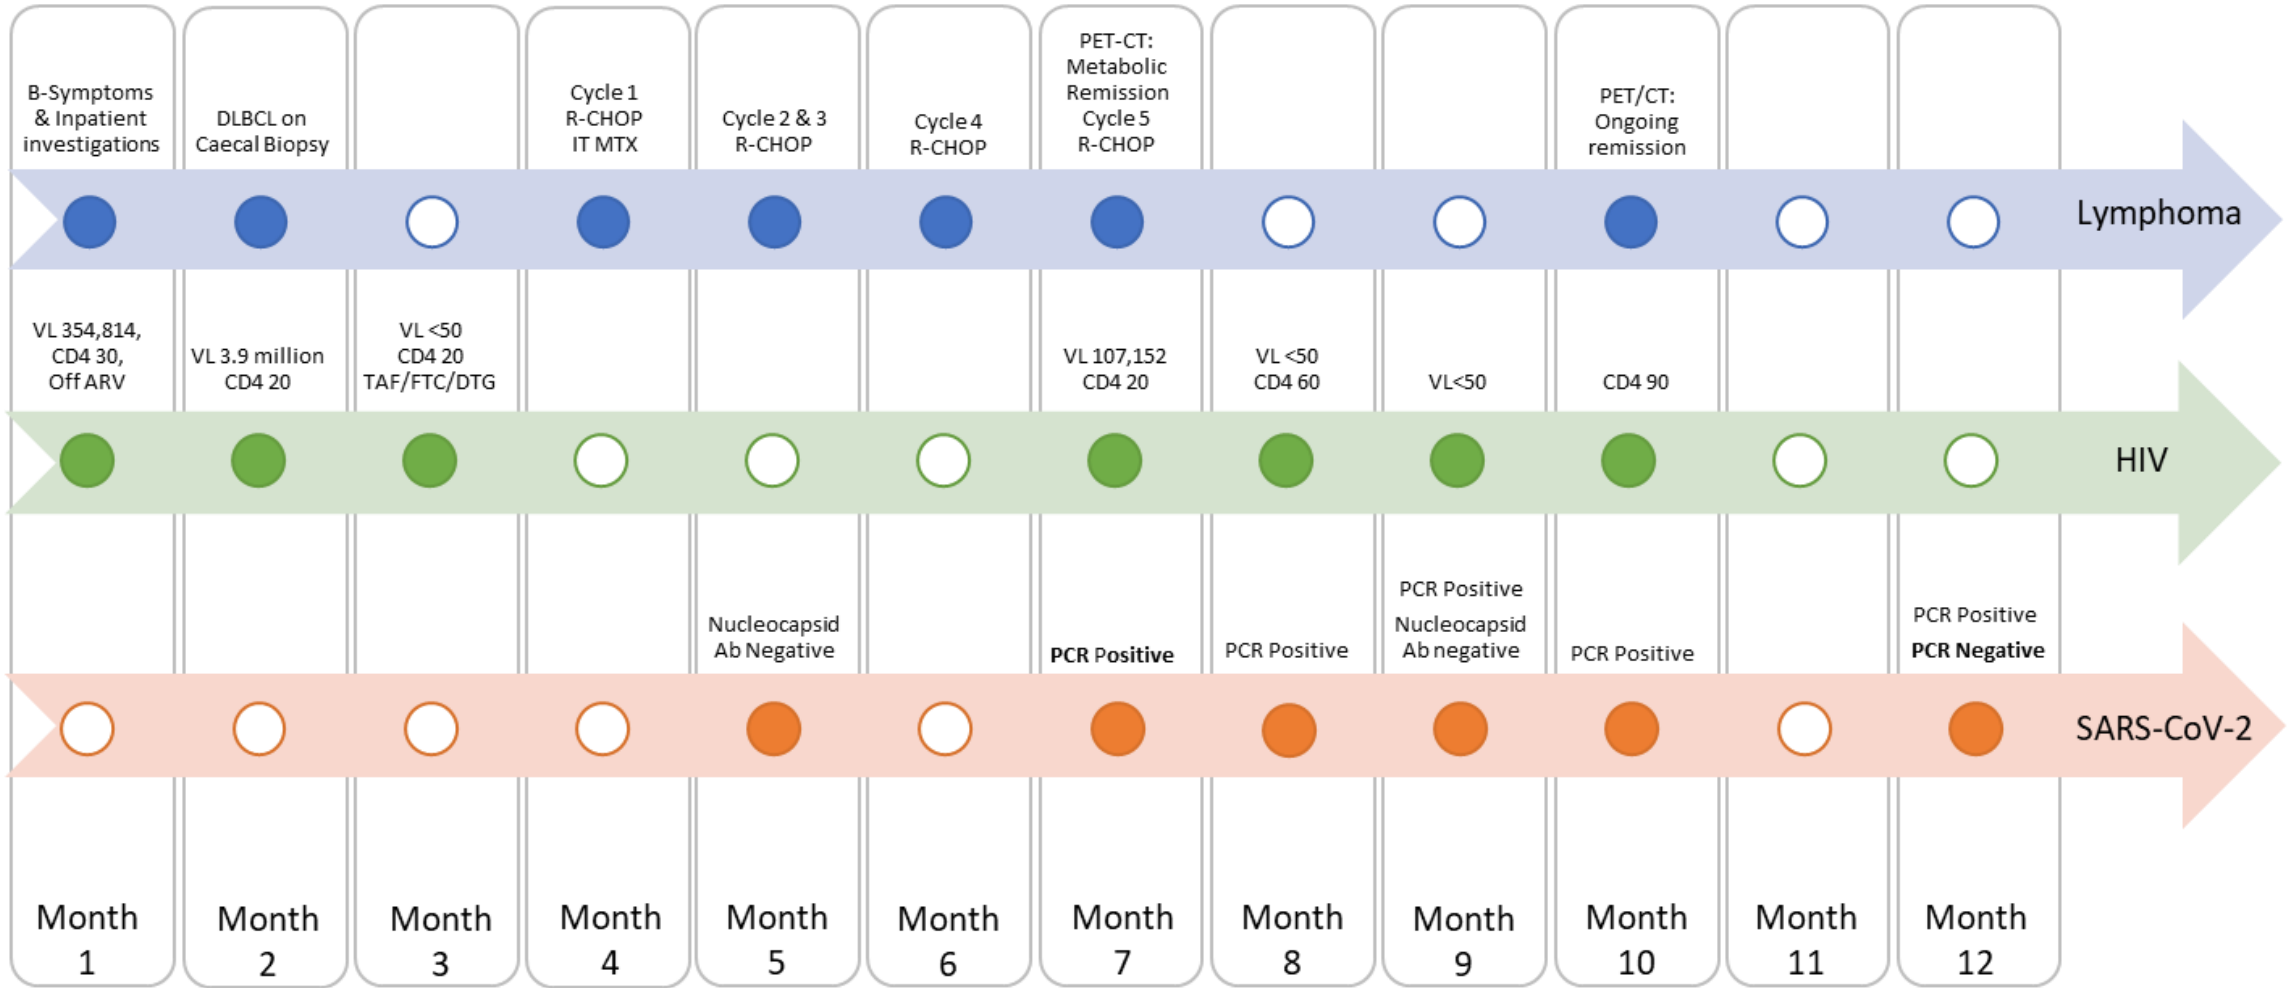 B-Symptoms
& Inpatient
investigations
DLBCL on
Caecal Biopsy
Cycle 1
R-CHOP
IT MTX
Cycle 2 & 3
R-CHOP
Cycle 4
R-CHOP
PET-CT:
Metabolic
Remission
Cycle 5
R-CHOP
PET/CT:
Ongoing
remission
Lymphoma
VL 354,814,
CD4 30,
Off ARV
VL 3.9 million
CD4 20
VL <50
CD4 20
TAF/FTC/DTG
VL 107,152
CD4 20
VL <50
CD4 60
VL<50
CD4 90
HIV
Nucleocapsid
Ab Negative
PCR Positive
PCR Positive
PCR Positive
Nucleocapsid
Ab negative
PCR Positive
PCR Positive
PCR Negative
SARS-CoV-2
Month
1
Month
2
Month
3
Month
4
Month
5
Month
6
Month
7
Month
8
Month
9
Month
10
Month
11
Month
12